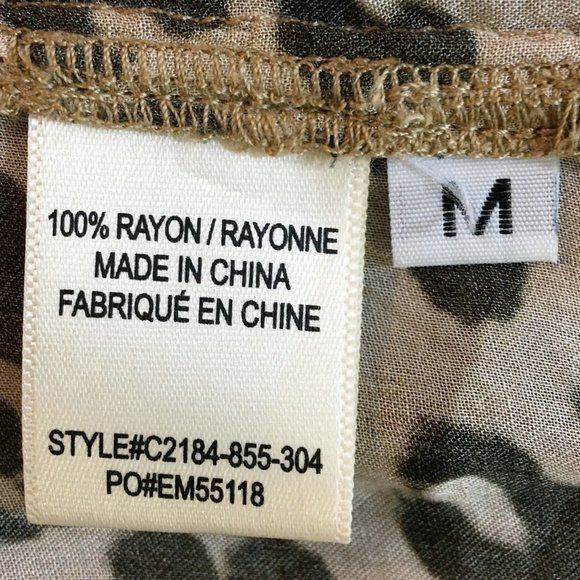 100% RAYON / RAYONNE
MADE IN CHINA
FABRIQUÉ EN CHINE
STYLE#C2184-855-304
PO#EM55118
M